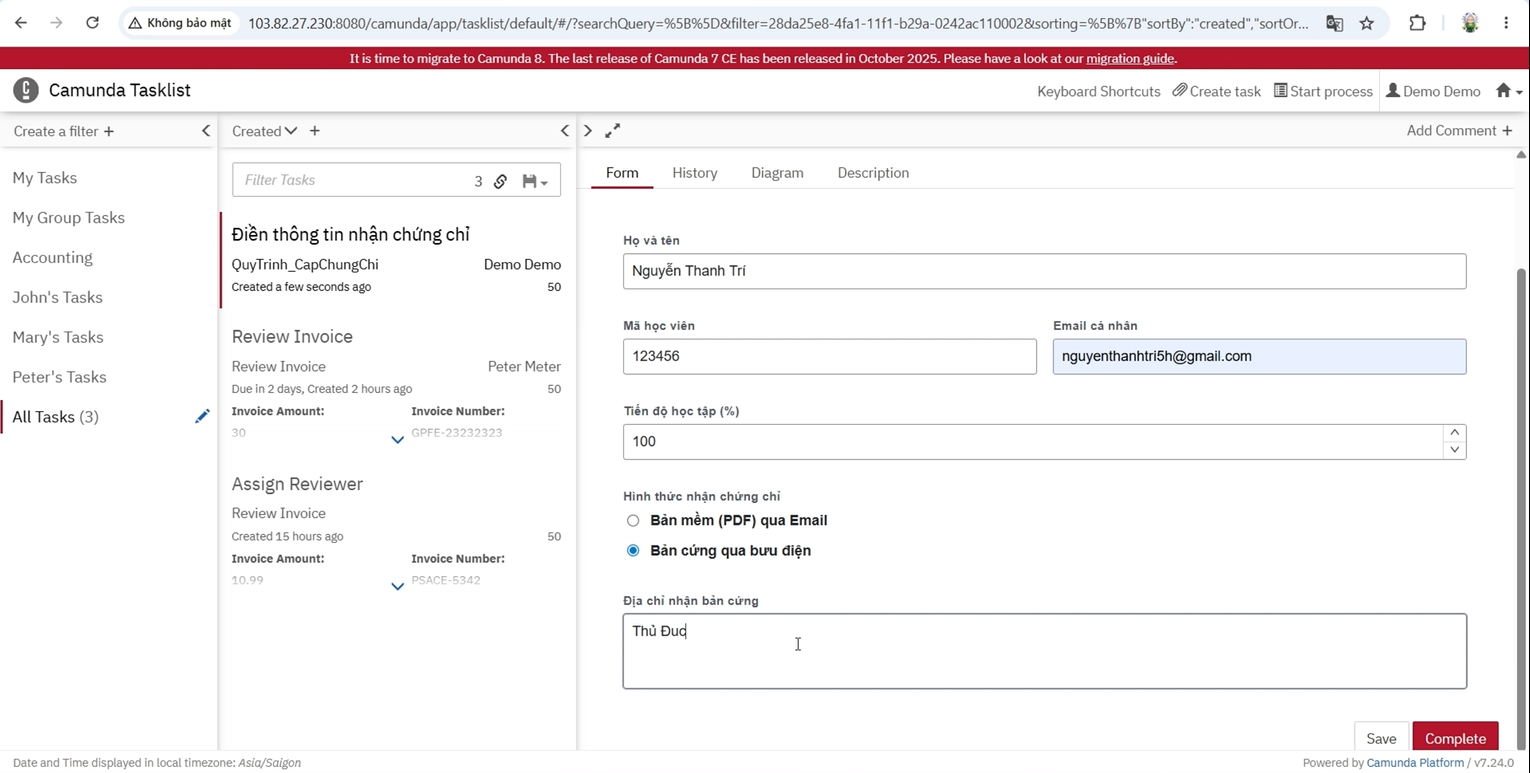 Không bảo mật
103.82.27.230:8080/camunda/app/tasklist/default/#/?searchQuery=%5B%5D&filter=28da25e8-4fa1-11f1-b29a-0242ac110002&sorting=%5B%7B"sortBy":"created","sortOr...
It is time to migrate to Camunda 8. The last release of Camunda 7 CE has been released in October 2025. Please have a look at our migration guide.
Camunda Tasklist
Keyboard Shortcuts Create task Start process Demo Demo
Create a filter +
Created +
Add Comment +
My Tasks
My Group Tasks
Accounting
John's Tasks
Mary's Tasks
Peter's Tasks
All Tasks (3)
Filter Tasks 3
Điền thông tin nhận chứng chỉ
QuyTrinh_CapChungChi Demo Demo
Created a few seconds ago 50
Review Invoice
Review Invoice Peter Meter
Due in 2 days, Created 2 hours ago 50
Invoice Amount: Invoice Number:
30 GPFE-23232323
Assign Reviewer
Review Invoice
Created 15 hours ago 50
Invoice Amount: Invoice Number:
10.99 PSACE-5342
Form History Diagram Description
Họ và tên
Nguyễn Thanh Trí
Mã học viên Email cá nhân
123456 nguyenthanhtri5h@gmail.com
Tiến độ học tập (%)
100
Hình thức nhận chứng chỉ
Bản mềm (PDF) qua Email
Bản cứng qua bưu điện
Địa chỉ nhận bản cứng
Thủ Đuc
Save Complete
Date and Time displayed in local timezone: Asia/Saigon
Powered by Camunda Platform / v7.24.0